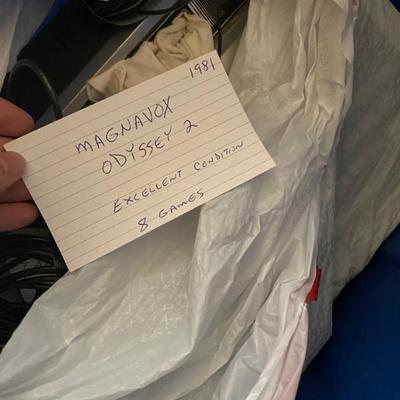 1981
MAGNAVOX
ODYSSEY 2
EXCELLENT CONDITION
8 GAMES